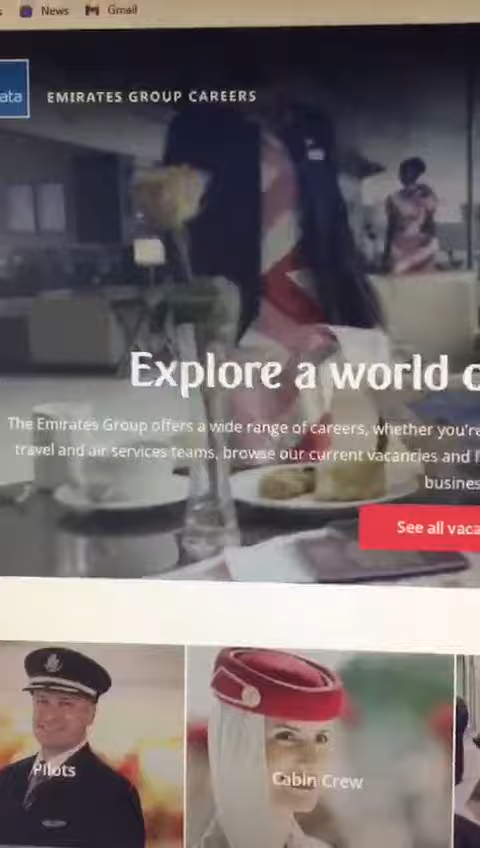 News Gmail
ata EMIRATES GROUP CAREERS
Explore a world
The Emirates Group offers a wide range of careers, whether you're
travel and air services teams, browse our current vacancies and
busines
See all vaca
Pilots
Cabin Crew